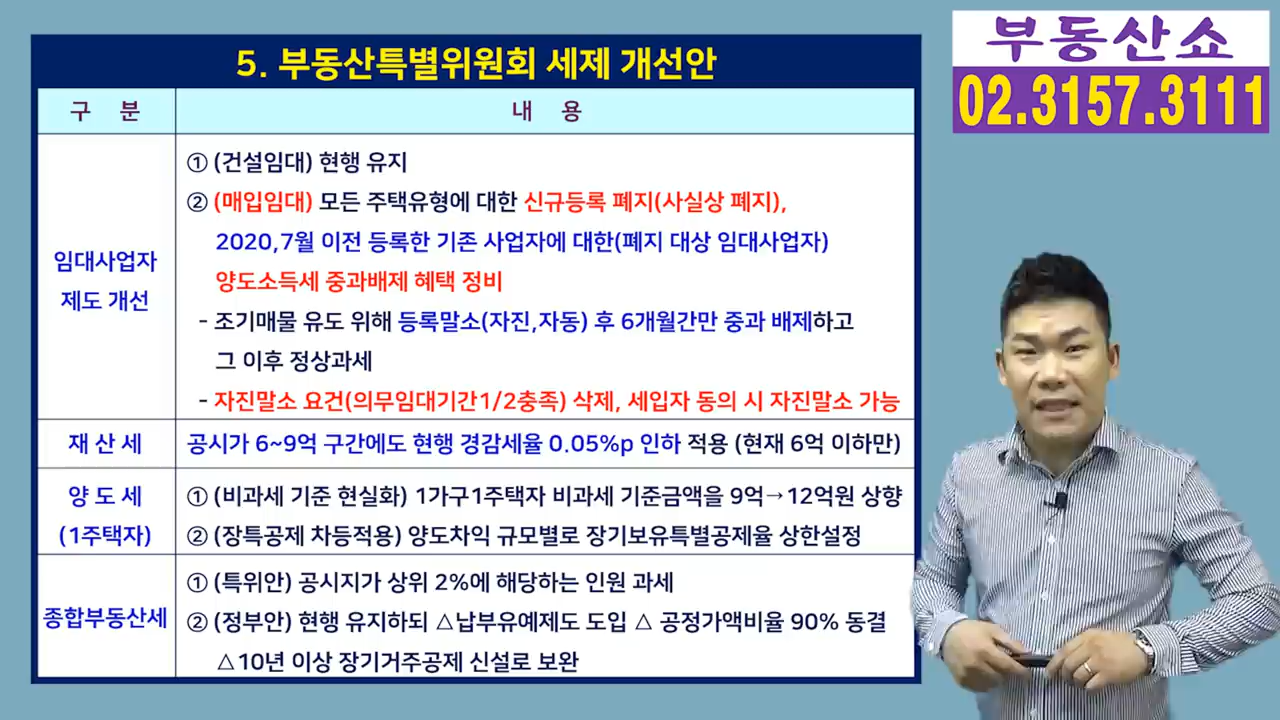 부동산쇼
02.3157.3111
5. 부동산특별위원회 세제 개선안
구 분
내 용
임대사업자
제도 개선
① (건설임대) 현행 유지
② (매입임대) 모든 주택유형에 대한 신규등록 폐지(사실상 폐지),
2020,7월 이전 등록한 기존 사업자에 대한(폐지 대상 임대사업자)
양도소득세 중과배제 혜택 정비
- 조기매물 유도 위해 등록말소(자진,자동) 후 6개월간만 중과 배제하고
그 이후 정상과세
- 자진말소 요건(의무임대기간1/2충족) 삭제, 세입자 동의 시 자진말소 가능
재 산 세
공시가 6~9억 구간에도 현행 경감세율 0.05%p 인하 적용 (현재 6억 이하만)
양 도 세
(1주택자)
① (비과세 기준 현실화) 1가구1주택자 비과세 기준금액을 9억→12억원 상향
② (장특공제 차등적용) 양도차익 규모별로 장기보유특별공제율 상한설정
종합부동산세
① (특위안) 공시지가 상위 2%에 해당하는 인원 과세
② (정부안) 현행 유지하되 △납부유예제도 도입 △ 공정가액비율 90% 동결
△10년 이상 장기거주공제 신설로 보완